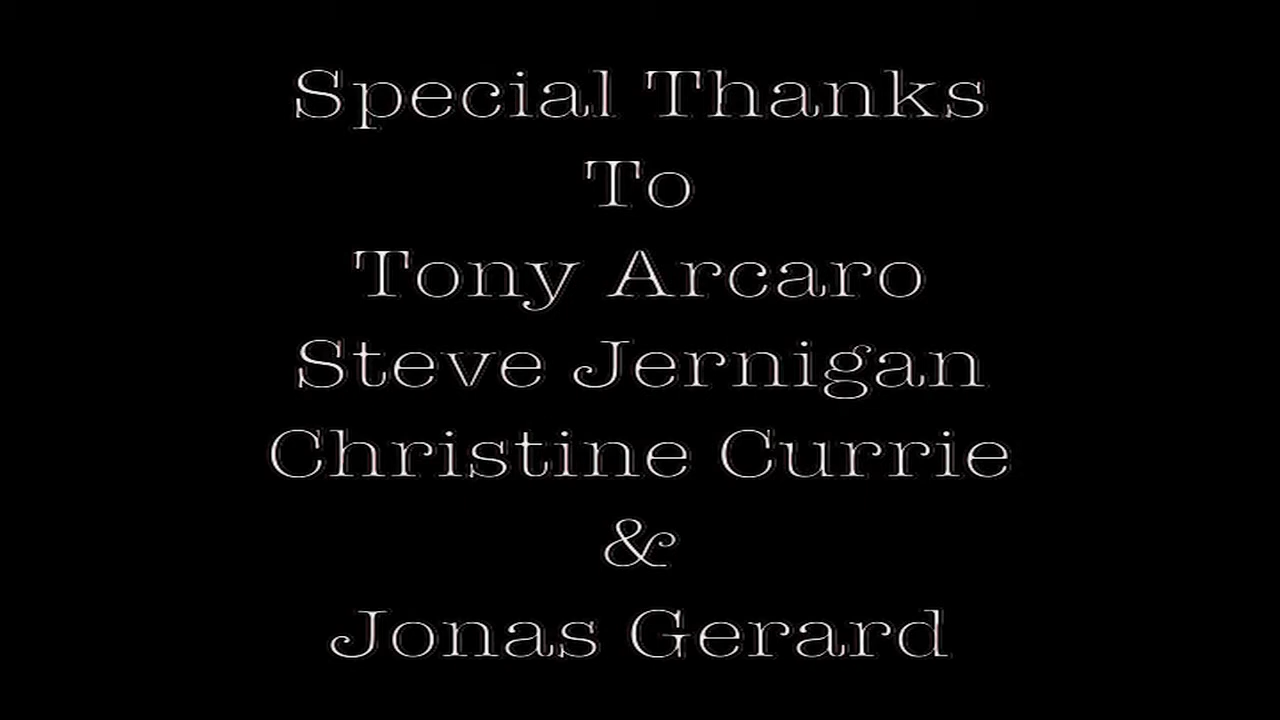 Special Thanks
To
Tony Arcaro
Steve Jernigan
Christine Currie
&
Jonas Gerard